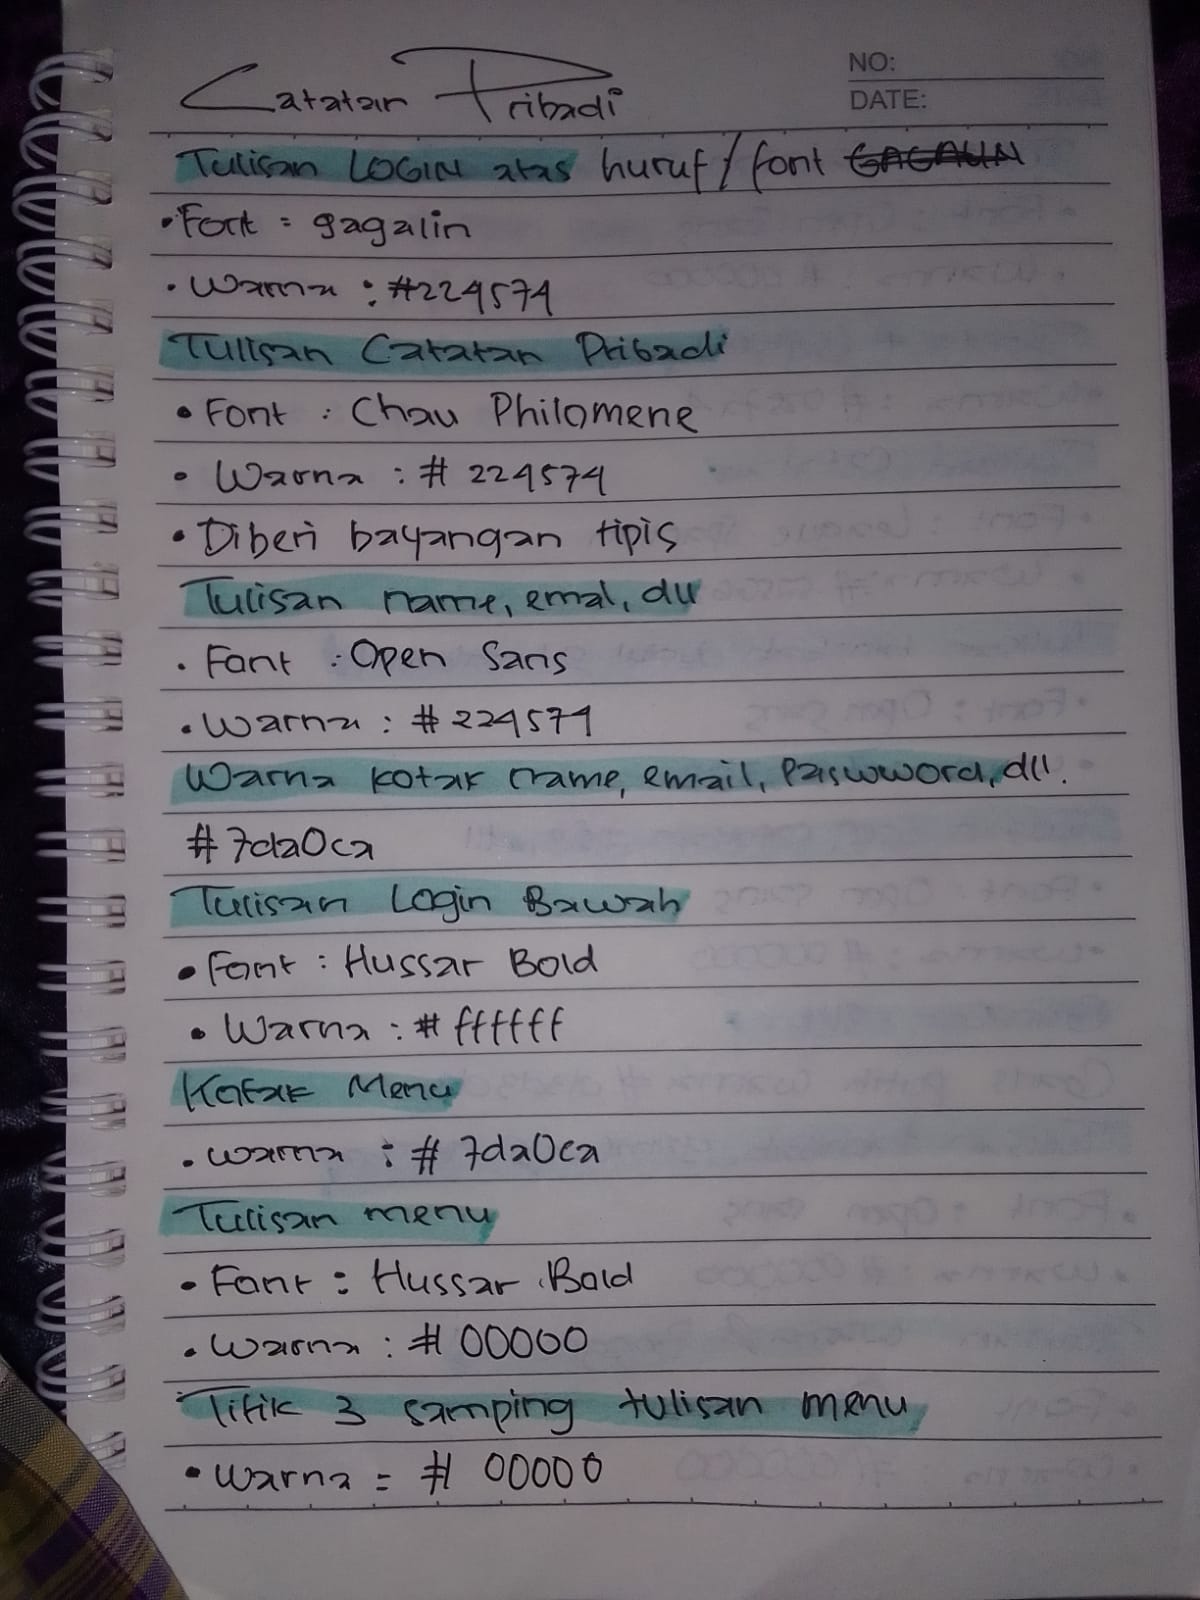 Catatan Pribadi
NO:
DATE:
Tulisan LOGIN atas huruf / font GAGALIN
• Font : gagalin
• Warna : #224574
Tulisan Catatan Pribadi
• Font : Chau Philomene
• Warna : # 224574
• Diberi bayangan tipis
Tulisan name, emal, dll
• Font : Open Sans
• Warna : # 224574
Warna kotak name, email, Paswword, dll.
# 7da0ca
Tulisan Login Bawah
• Font : Hussar Bold
• Warna : # ffffff
Kotak Menu
• warna : # 7da0ca
Tulisan menu
• Font : Hussar Bold
• Warna : # 00000
Titik 3 samping tulisan menu
• Warna = # 00000